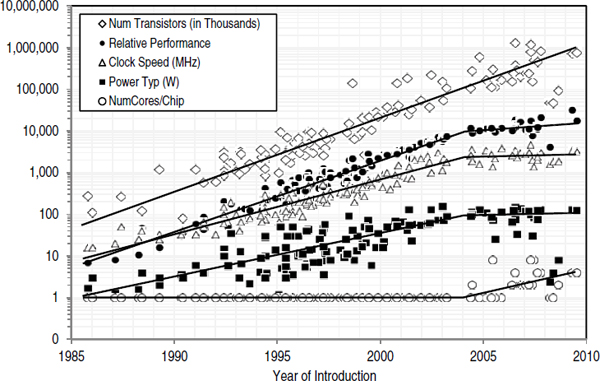 10,000,000
1,000,000
100,000
10,000
1,000
100
10
1
0
Num Transistors (in Thousands)
Relative Performance
Clock Speed (MHz)
Power Typ (W)
NumCores/Chip
1985 1990 1995 2000 2005 2010
Year of Introduction